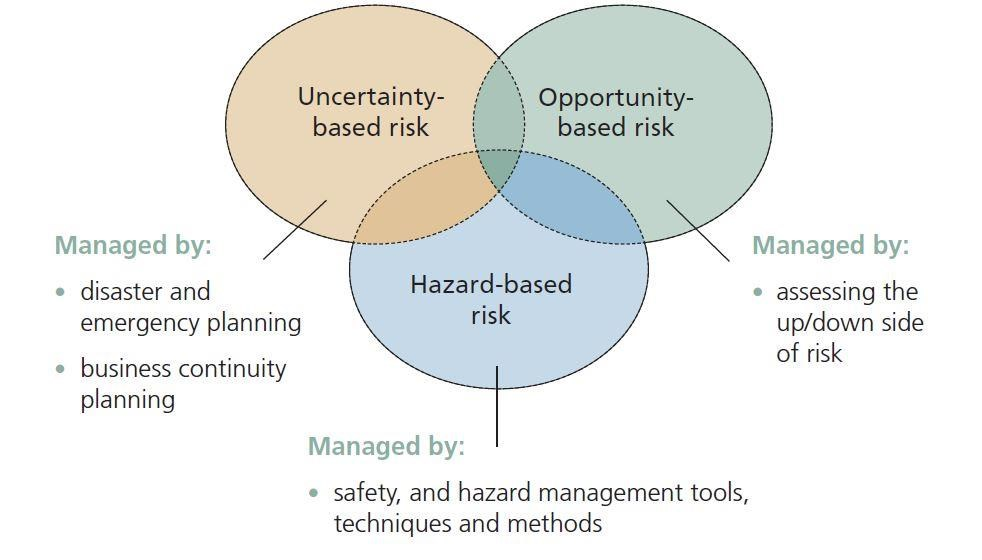 Uncertainty-
based risk
Opportunity-
based risk
Hazard-based
risk
Managed by:
• disaster and
emergency planning
• business continuity
planning
Managed by:
• assessing the
up/down side
of risk
Managed by:
• safety, and hazard management tools,
techniques and methods